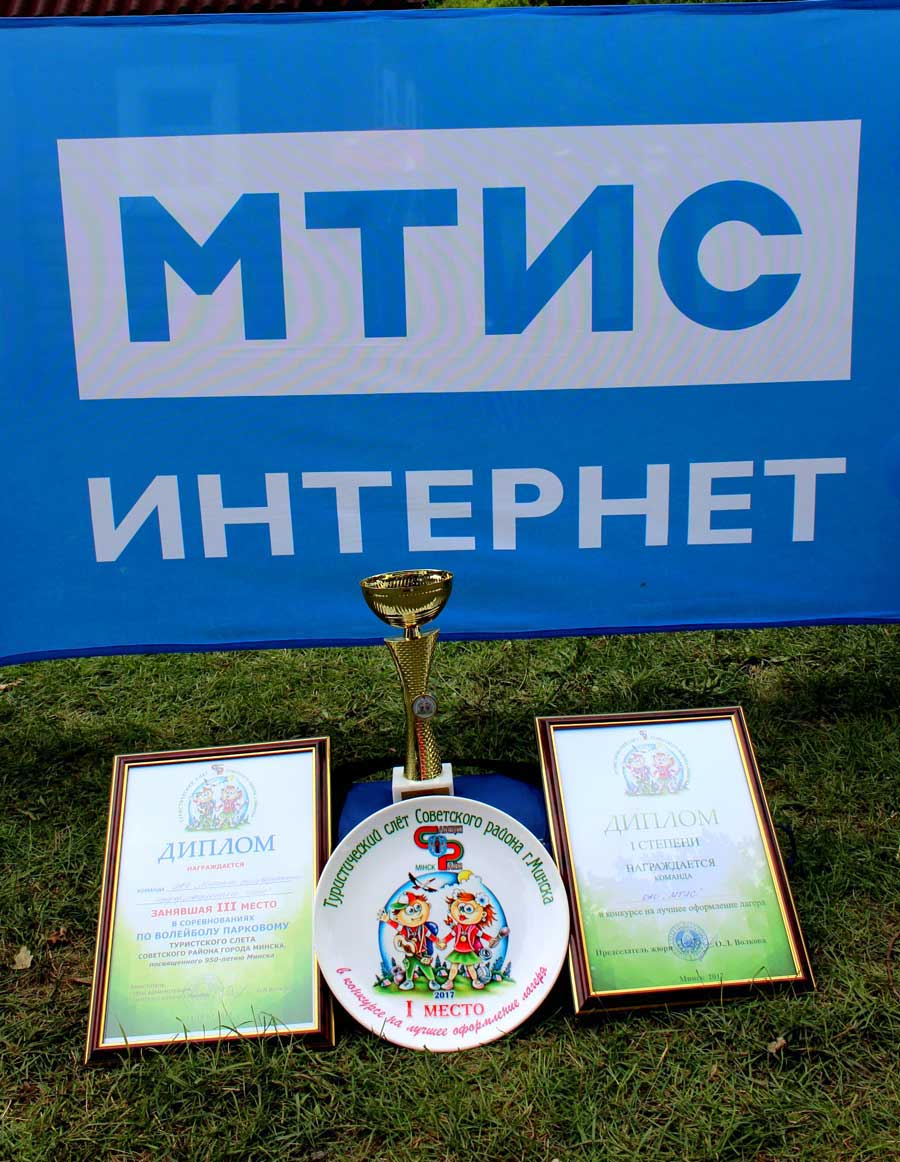 МТИС
ИНТЕРНЕТ
ДИПЛОМ
НАГРАЖДАЕТСЯ
КОМАНДА
ЗАНЯВШАЯ III МЕСТО
В СОРЕВНОВАНИЯХ
ПО ВОЛЕЙБОЛУ ПАРКОВОМУ
ТУРИСТСКОГО СЛЕТА
СОВЕТСКОГО РАЙОНА ГОРОДА МИНСКА,
посвященного 950-летию Минска
Туристический слёт Советского района г.Минска
МІНСК
2017
I МЕСТО
в конкурсе на лучшее оформление лагеря
ДИПЛОМ
I СТЕПЕНИ
НАГРАЖДАЕТСЯ
КОМАНДА
"МТИС"
в конкурсе на лучшее оформление лагеря
Председатель жюри О.Л. Волкова
Минск 2017